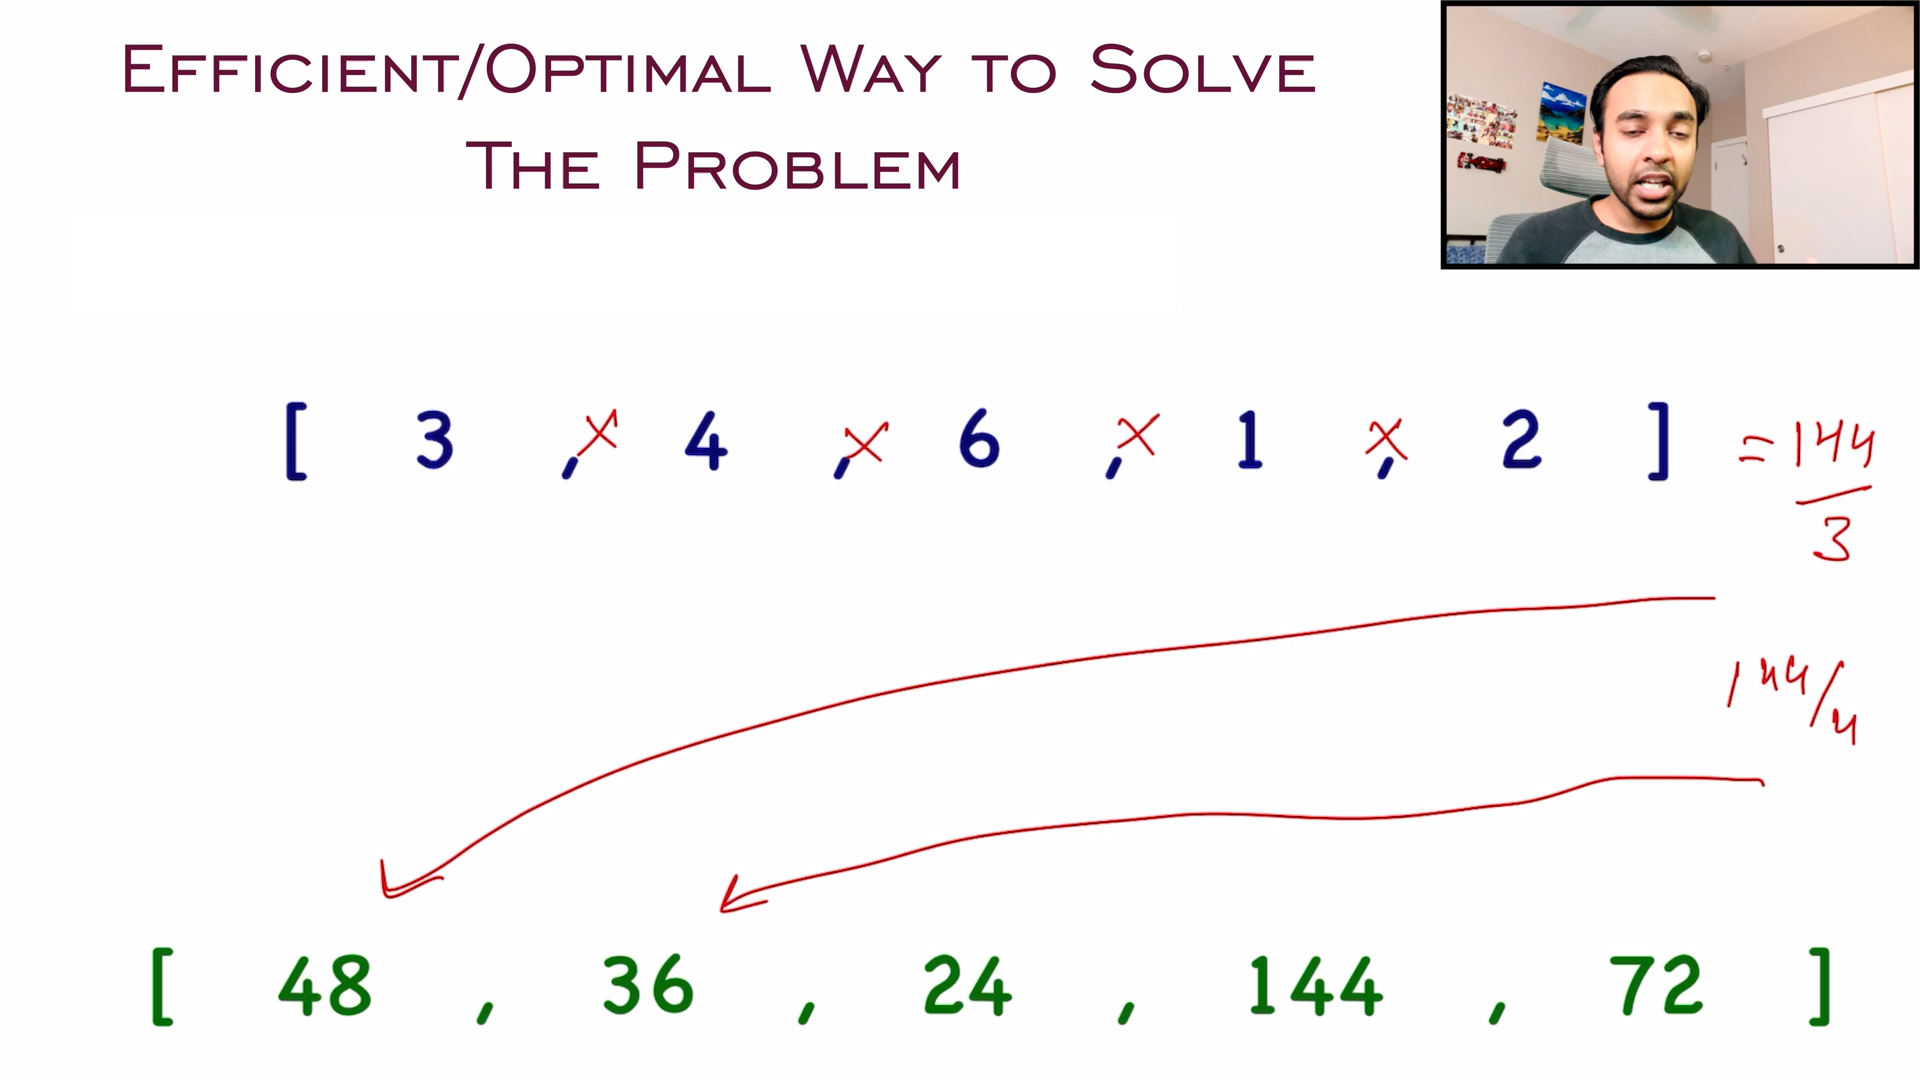 EFFICIENT/OPTIMAL WAY TO SOLVE
THE PROBLEM
[ 3 , × 4 , × 6 , × 1 , × 2 ] = 144
3
144/4
[ 48 , 36 , 24 , 144 , 72 ]